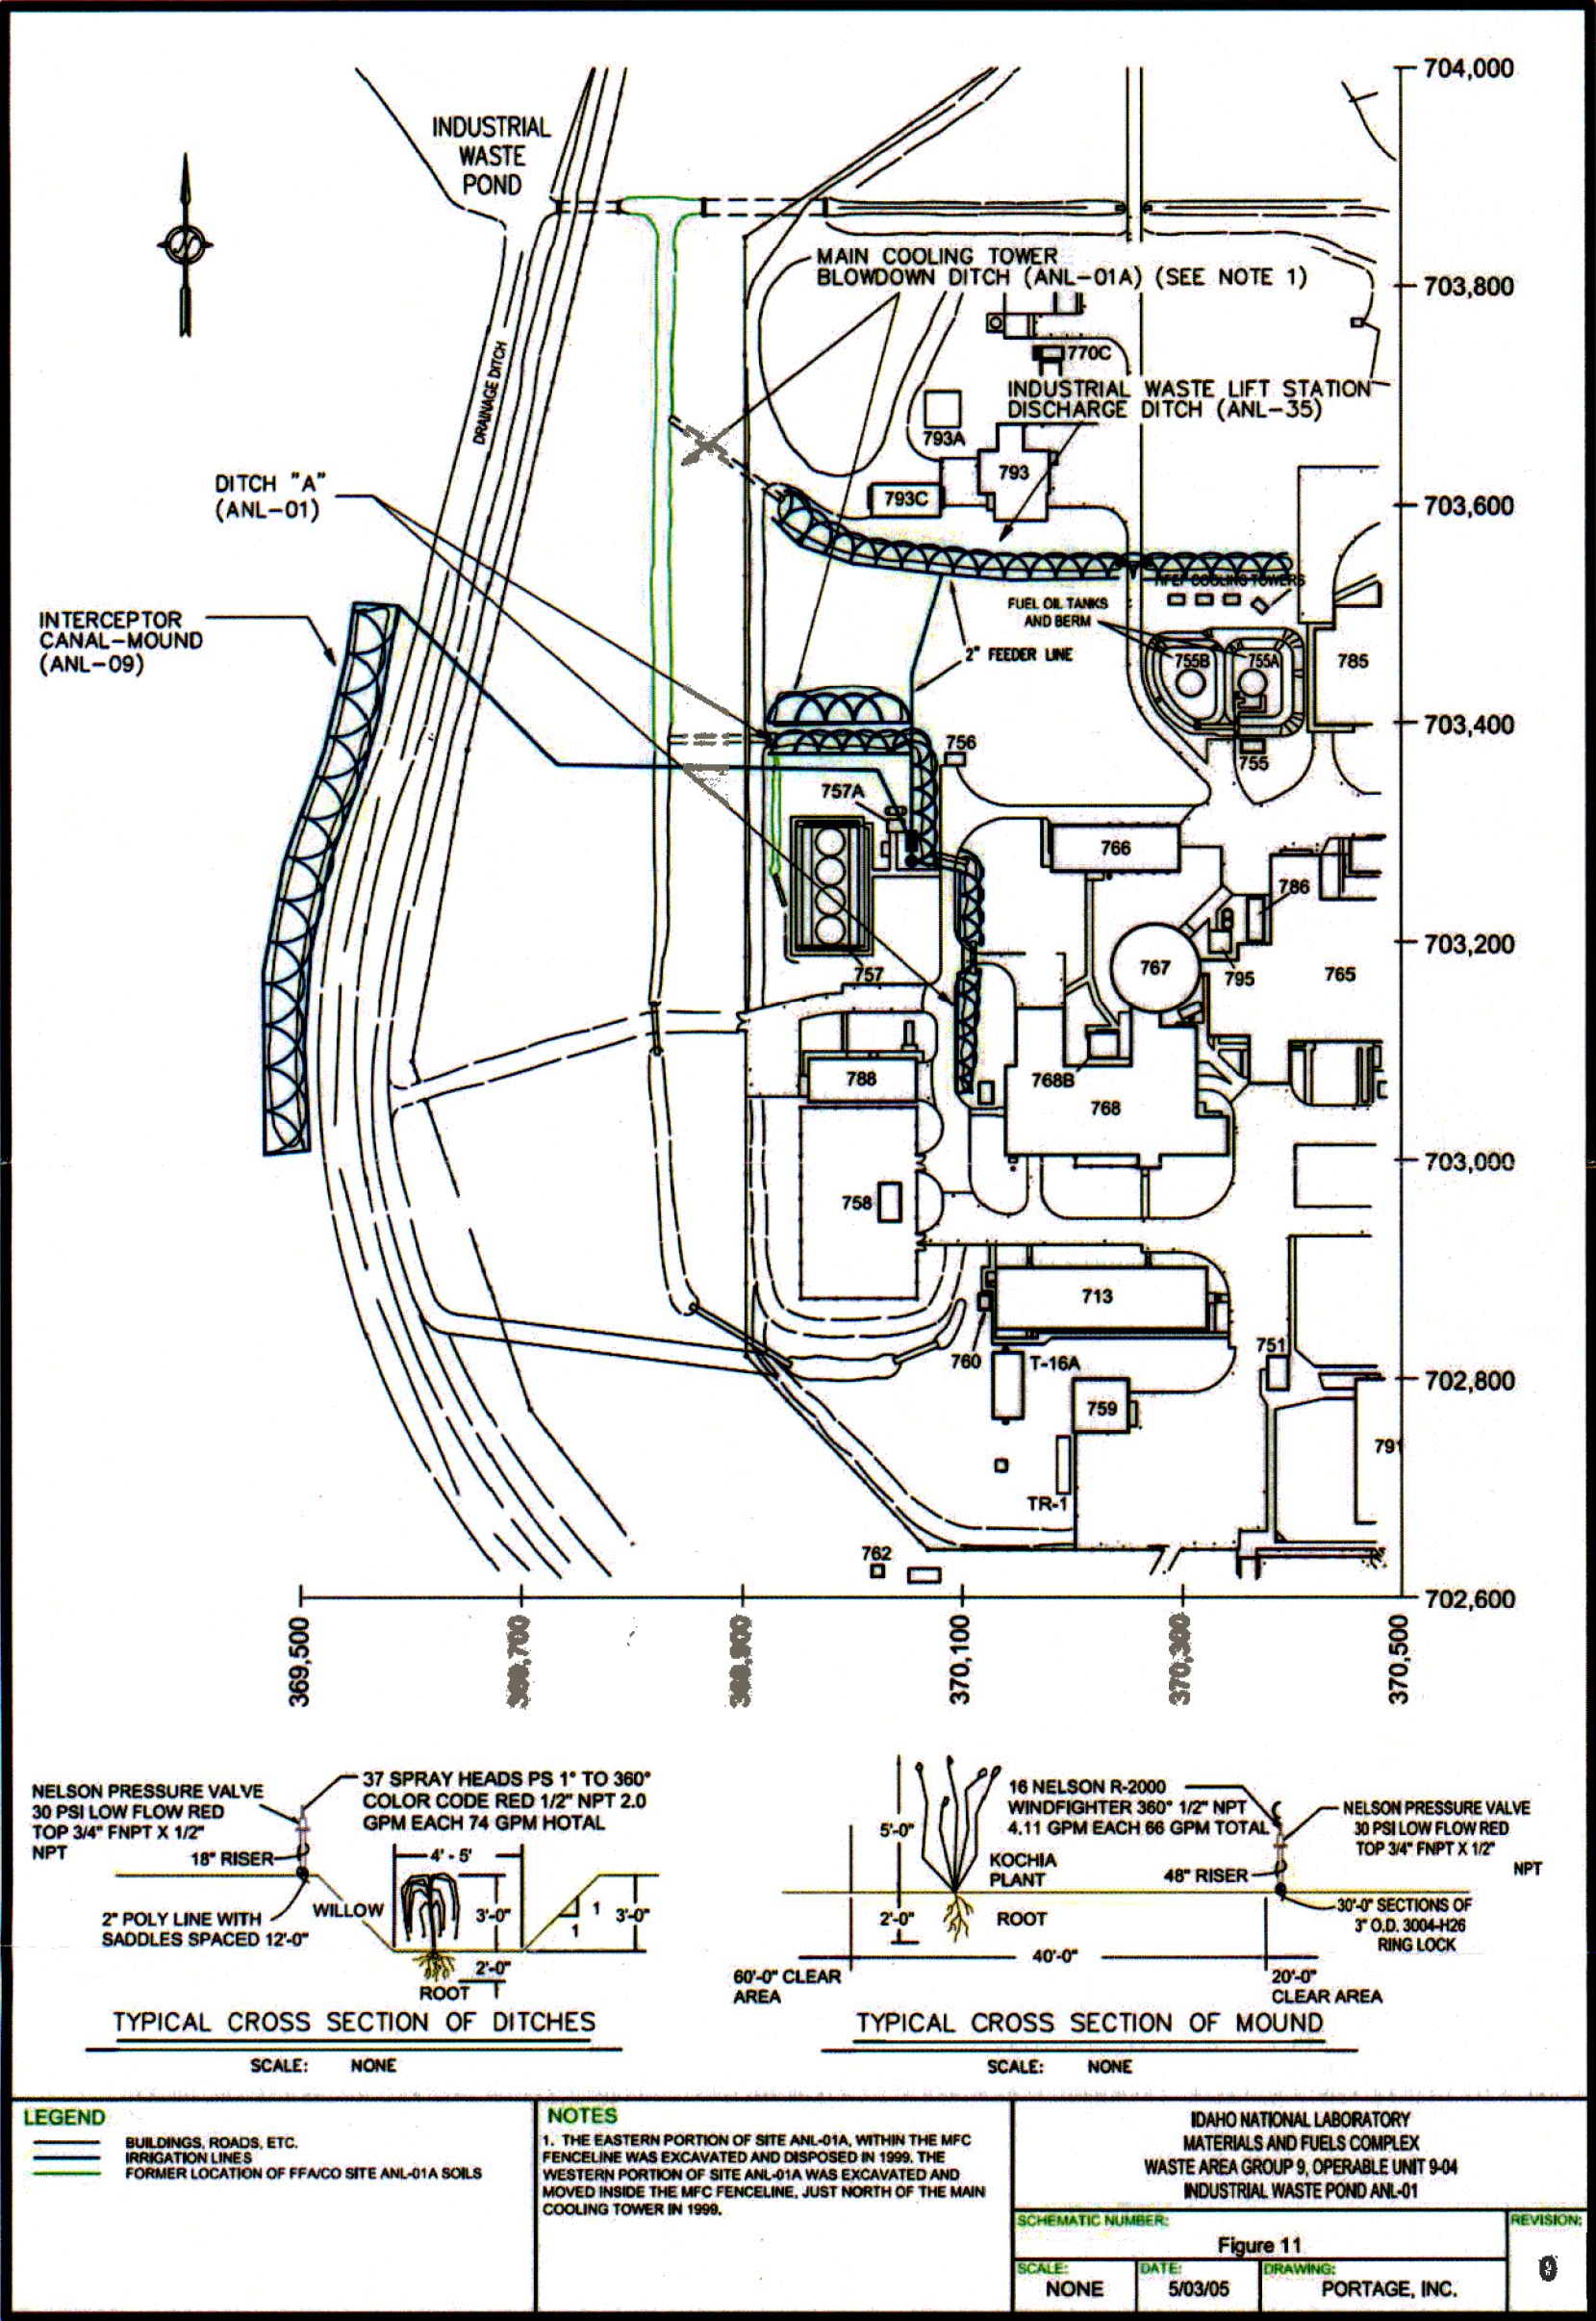 704,000
INDUSTRIAL
WASTE
POND
MAIN COOLING TOWER
BLOWDOWN DITCH (ANL-01A) (SEE NOTE 1)
703,800
DRAINAGE DITCH
770C
INDUSTRIAL WASTE LIFT STATION
DISCHARGE DITCH (ANL-35)
793A
793
DITCH "A"
(ANL-01)
793C
703,600
COOLING TOWERS
FUEL OIL TANKS
AND BERM
INTERCEPTOR
CANAL-MOUND
(ANL-09)
2" FEEDER LINE
755B
755A
785
703,400
756
755
757A
766
786
703,200
767
757
795
765
788
768B
768
703,000
758
713
751
760
T-16A
702,800
759
791
TR-1
762
702,600
369,500
370,100
370,300
370,500
NELSON PRESSURE VALVE
30 PSI LOW FLOW RED
TOP 3/4" FNPT X 1/2"
NPT
37 SPRAY HEADS PS 1° TO 360°
COLOR CODE RED 1/2" NPT 2.0
GPM EACH 74 GPM HOTAL
18" RISER
4' - 5'
WILLOW
3'-0"
1
1
3'-0"
2" POLY LINE WITH
SADDLES SPACED 12'-0"
2'-0"
ROOT
TYPICAL CROSS SECTION OF DITCHES
SCALE: NONE
16 NELSON R-2000
WINDFIGHTER 360° 1/2" NPT
4.11 GPM EACH 66 GPM TOTAL
NELSON PRESSURE VALVE
30 PSI LOW FLOW RED
TOP 3/4" FNPT X 1/2"
NPT
5'-0"
KOCHIA
PLANT
48" RISER
2'-0"
ROOT
30'-0" SECTIONS OF
3" O.D. 3004-H26
RING LOCK
40'-0"
60'-0" CLEAR
AREA
20'-0"
CLEAR AREA
TYPICAL CROSS SECTION OF MOUND
SCALE: NONE
LEGEND
BUILDINGS, ROADS, ETC.
IRRIGATION LINES
FORMER LOCATION OF FFA/CO SITE ANL-01A SOILS
NOTES
1. THE EASTERN PORTION OF SITE ANL-01A, WITHIN THE MFC
FENCELINE WAS EXCAVATED AND DISPOSED IN 1999. THE
WESTERN PORTION OF SITE ANL-01A WAS EXCAVATED AND
MOVED INSIDE THE MFC FENCELINE, JUST NORTH OF THE MAIN
COOLING TOWER IN 1999.
IDAHO NATIONAL LABORATORY
MATERIALS AND FUELS COMPLEX
WASTE AREA GROUP 9, OPERABLE UNIT 9-04
INDUSTRIAL WASTE POND ANL-01
SCHEMATIC NUMBER:
Figure 11
REVISION:
0
SCALE:
NONE
DATE:
5/03/05
DRAWING:
PORTAGE, INC.